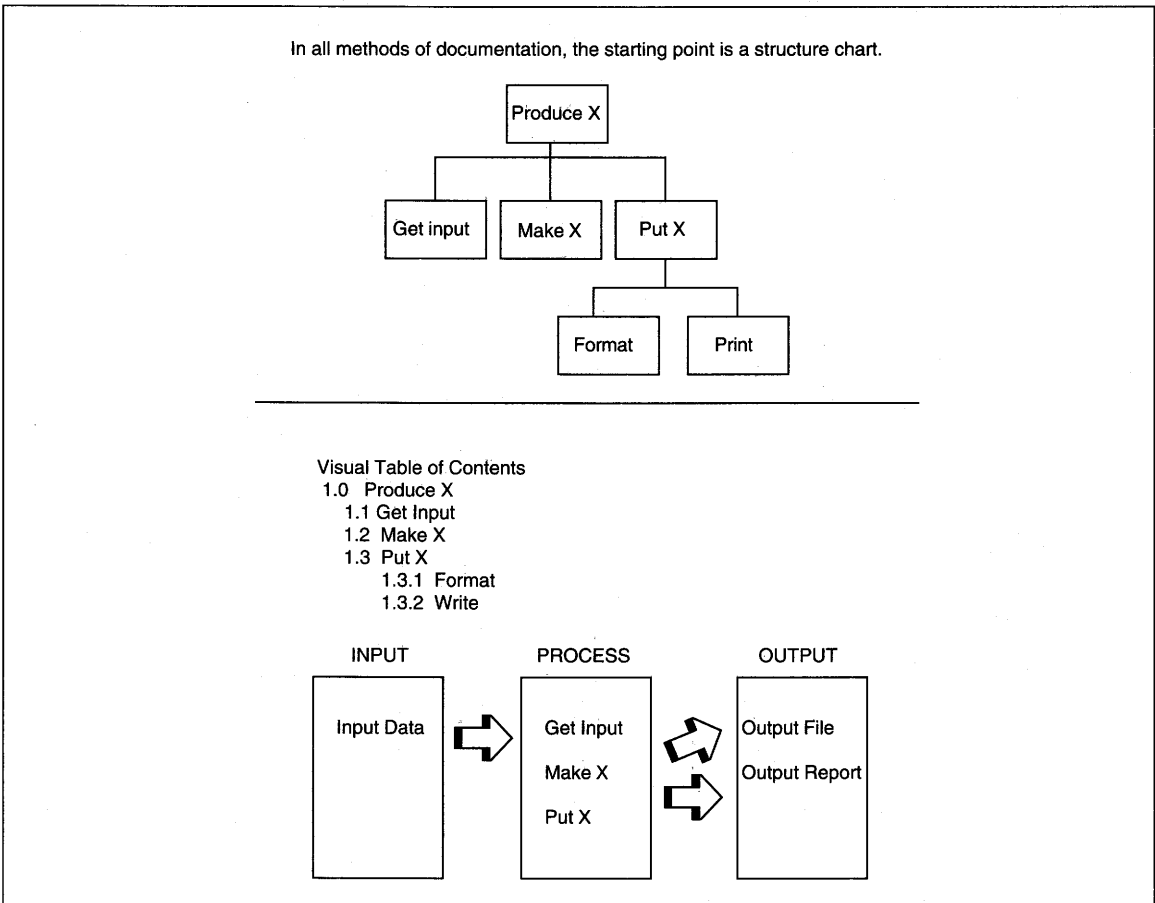 In all methods of documentation, the starting point is a structure chart.
Produce X
Get input
Make X
Put X
Format
Print
Visual Table of Contents
1.0 Produce X
1.1 Get Input
1.2 Make X
1.3 Put X
1.3.1 Format
1.3.2 Write
INPUT
PROCESS
OUTPUT
Input Data
Get Input
Make X
Put X
Output File
Output Report